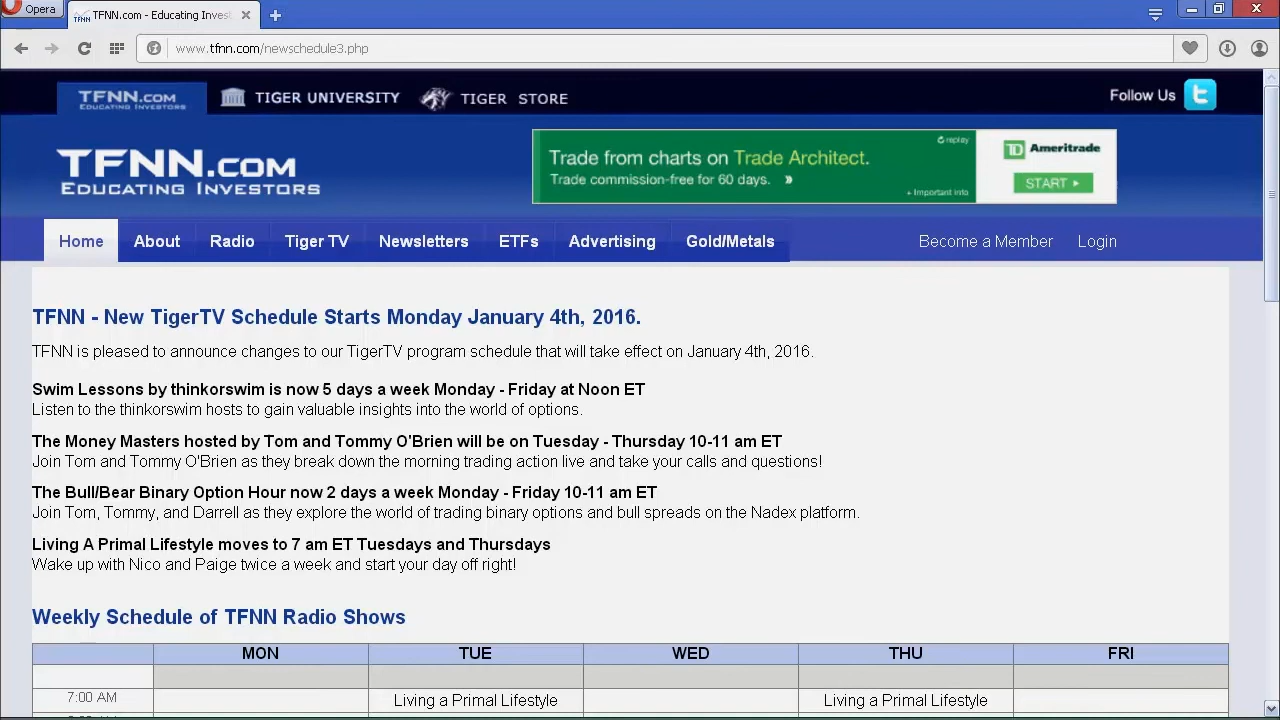 Opera
TFNN.com - Educating Invest
www.tfnn.com/newschedule3.php
TFNN.COM
EDUCATING INVESTORS
TIGER UNIVERSITY
TIGER STORE
Follow Us
TFNN.COM
EDUCATING INVESTORS
replay
Trade from charts on Trade Architect.
Trade commission-free for 60 days. »
+ Important info
TD Ameritrade
START
Home About Radio Tiger TV Newsletters ETFs Advertising Gold/Metals Become a Member Login
TFNN - New TigerTV Schedule Starts Monday January 4th, 2016.
TFNN is pleased to announce changes to our TigerTV program schedule that will take effect on January 4th, 2016.
Swim Lessons by thinkorswim is now 5 days a week Monday - Friday at Noon ET
Listen to the thinkorswim hosts to gain valuable insights into the world of options.
The Money Masters hosted by Tom and Tommy O'Brien will be on Tuesday - Thursday 10-11 am ET
Join Tom and Tommy O'Brien as they break down the morning trading action live and take your calls and questions!
The Bull/Bear Binary Option Hour now 2 days a week Monday - Friday 10-11 am ET
Join Tom, Tommy, and Darrell as they explore the world of trading binary options and bull spreads on the Nadex platform.
Living A Primal Lifestyle moves to 7 am ET Tuesdays and Thursdays
Wake up with Nico and Paige twice a week and start your day off right!
Weekly Schedule of TFNN Radio Shows
MON TUE WED THU FRI
7:00 AM Living a Primal Lifestyle Living a Primal Lifestyle